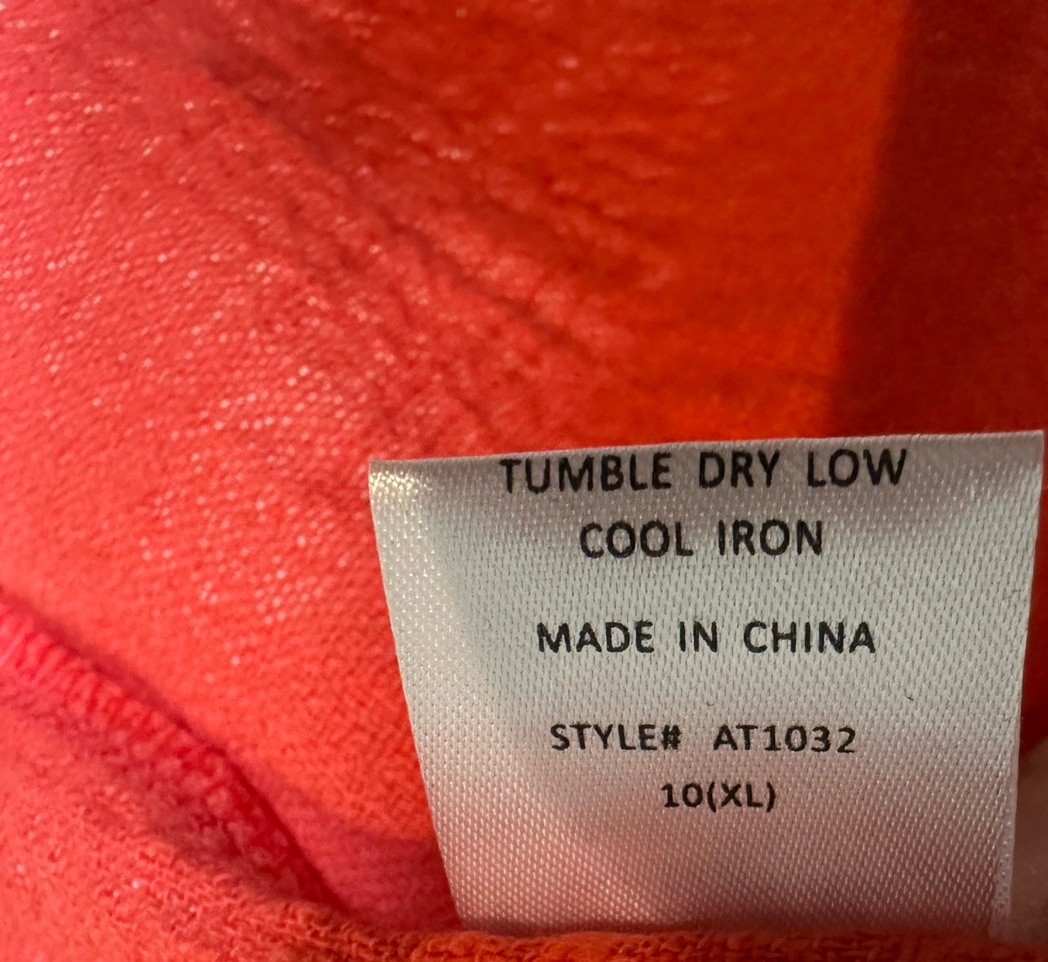 TUMBLE DRY LOW
COOL IRON
MADE IN CHINA
STYLE# AT1032
10(XL)